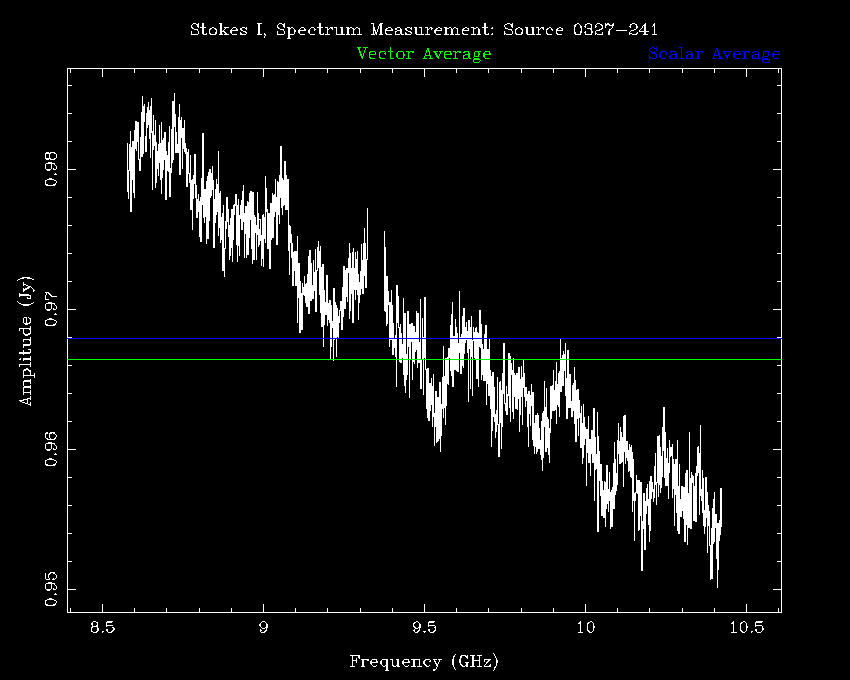 Stokes I, Spectrum Measurement: Source 0327−241
Vector Average Scalar Average
0.98
0.97
0.96
0.95
Amplitude (Jy)
8.5 9 9.5 10 10.5
Frequency (GHz)